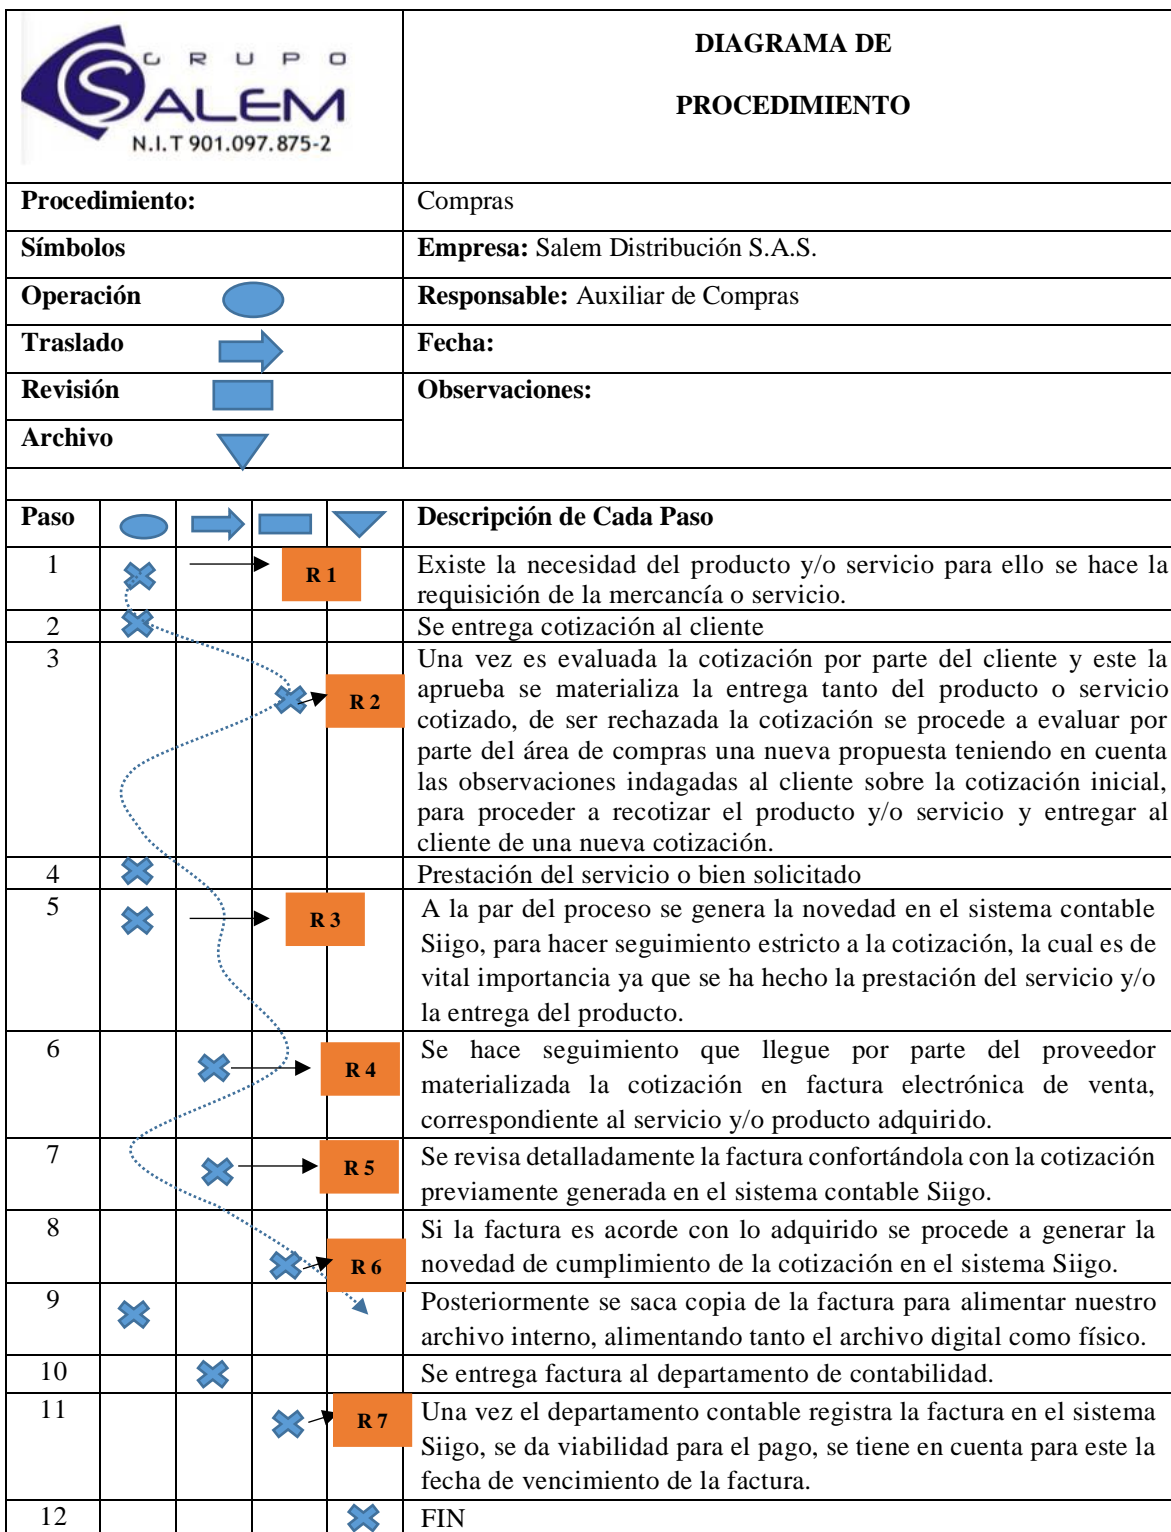 GRUPO
SALEM
N.I.T 901.097.875-2
DIAGRAMA DE
PROCEDIMIENTO
Procedimiento:
Compras
Símbolos
Empresa: Salem Distribución S.A.S.
Operación
Responsable: Auxiliar de Compras
Traslado
Fecha:
Revisión
Observaciones:
Archivo
Paso
Descripción de Cada Paso
1
R 1
Existe la necesidad del producto y/o servicio para ello se hace la
requisición de la mercancía o servicio.
2
Se entrega cotización al cliente
3
R 2
Una vez es evaluada la cotización por parte del cliente y este la
aprueba se materializa la entrega tanto del producto o servicio
cotizado, de ser rechazada la cotización se procede a evaluar por
parte del área de compras una nueva propuesta teniendo en cuenta
las observaciones indagadas al cliente sobre la cotización inicial,
para proceder a recotizar el producto y/o servicio y entregar al
cliente de una nueva cotización.
4
Prestación del servicio o bien solicitado
5
R 3
A la par del proceso se genera la novedad en el sistema contable
Siigo, para hacer seguimiento estricto a la cotización, la cual es de
vital importancia ya que se ha hecho la prestación del servicio y/o
la entrega del producto.
6
R 4
Se hace seguimiento que llegue por parte del proveedor
materializada la cotización en factura electrónica de venta,
correspondiente al servicio y/o producto adquirido.
7
R 5
Se revisa detalladamente la factura confortándola con la cotización
previamente generada en el sistema contable Siigo.
8
R 6
Si la factura es acorde con lo adquirido se procede a generar la
novedad de cumplimiento de la cotización en el sistema Siigo.
9
Posteriormente se saca copia de la factura para alimentar nuestro
archivo interno, alimentando tanto el archivo digital como físico.
10
Se entrega factura al departamento de contabilidad.
11
R 7
Una vez el departamento contable registra la factura en el sistema
Siigo, se da viabilidad para el pago, se tiene en cuenta para este la
fecha de vencimiento de la factura.
12
FIN